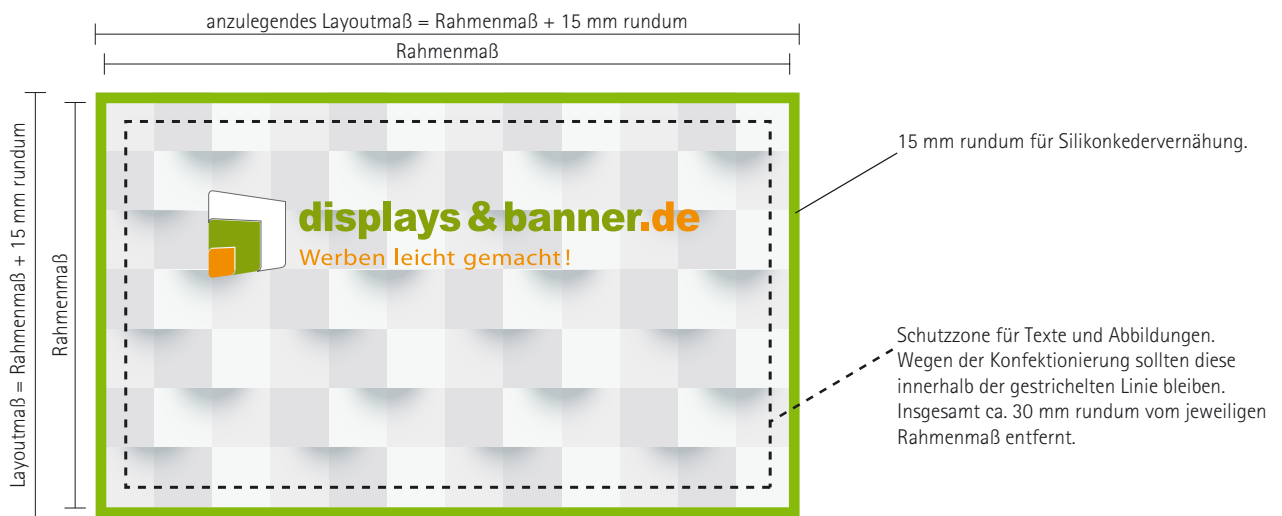 anzulegendes Layoutmaß = Rahmenmaß + 15 mm rundum
Rahmenmaß
Layoutmaß = Rahmenmaß + 15 mm rundum
Rahmenmaß
displays & banner.de
Werben leicht gemacht!
15 mm rundum für Silikonkedervernähung.
Schutzzone für Texte und Abbildungen.
Wegen der Konfektionierung sollten diese
innerhalb der gestrichelten Linie bleiben.
Insgesamt ca. 30 mm rundum vom jeweiligen
Rahmenmaß entfernt.